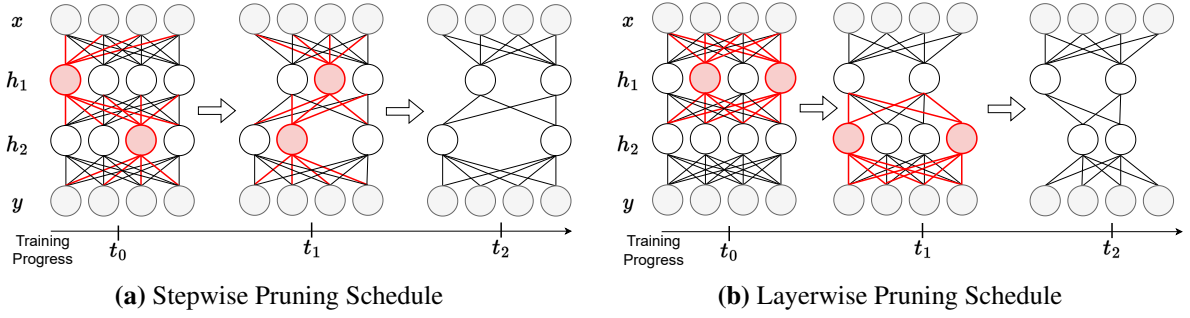 x
h₁
h₂
y
Training
Progress
t₀
t₁
t₂
(a) Stepwise Pruning Schedule
x
h₁
h₂
y
Training
Progress
t₀
t₁
t₂
(b) Layerwise Pruning Schedule